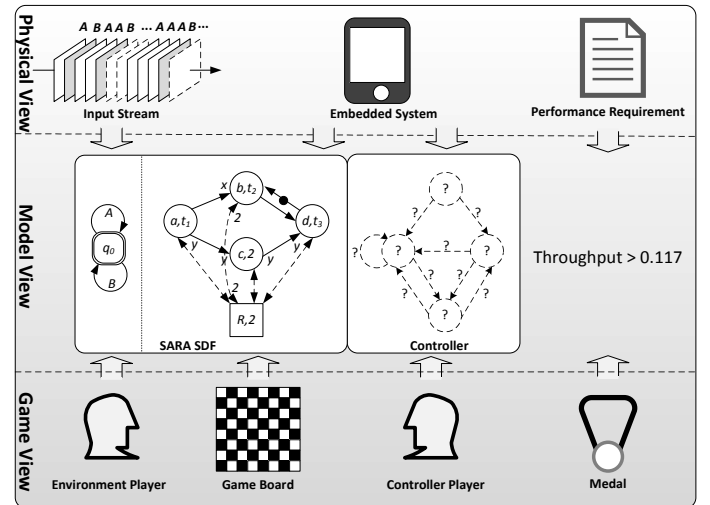 Physical View
A B A A B ... A A A B ...
Input Stream
Embedded System
Performance Requirement
Model View
A
q0
B
x
b,t2
a,t1
2
d,t3
y
y
c,2
y
y
2
R,2
SARA SDF
?
?
?
?
?
?
?
?
?
?
?
?
Controller
Throughput > 0.117
Game View
Environment Player
Game Board
Controller Player
Medal